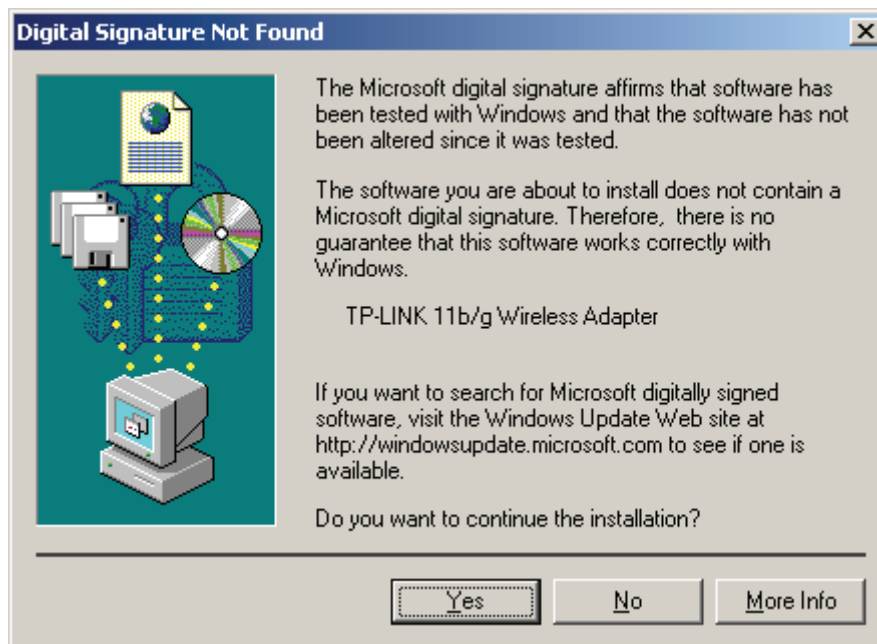 Digital Signature Not Found
The Microsoft digital signature affirms that software has
been tested with Windows and that the software has not
been altered since it was tested.
The software you are about to install does not contain a
Microsoft digital signature. Therefore,  there is no
guarantee that this software works correctly with
Windows.
TP-LINK 11b/g Wireless Adapter
If you want to search for Microsoft digitally signed
software, visit the Windows Update Web site at
http://windowsupdate.microsoft.com to see if one is
available.
Do you want to continue the installation?
Yes No More Info